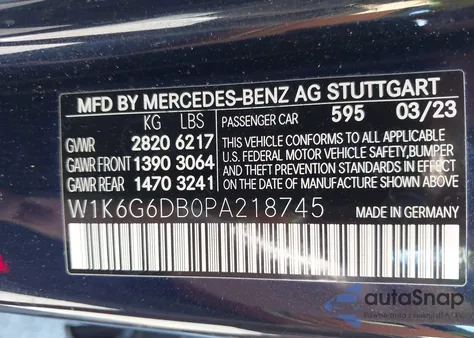 MFD BY MERCEDES-BENZ AG STUTTGART
KG LBS PASSENGER CAR 595 03/23
GVWR 2820 6217
GAWR FRONT 1390 3064
GAWR REAR 1470 3241
THIS VEHICLE CONFORMS TO ALL APPLICABLE
U.S. FEDERAL MOTOR VEHICLE SAFETY,BUMPER
AND THEFT PREVENTION STANDARDS IN EFFECT
ON THE DATE OF MANUFACTURE SHOWN ABOVE.
W1K6G6DB0PA218745 MADE IN GERMANY
autoSnap